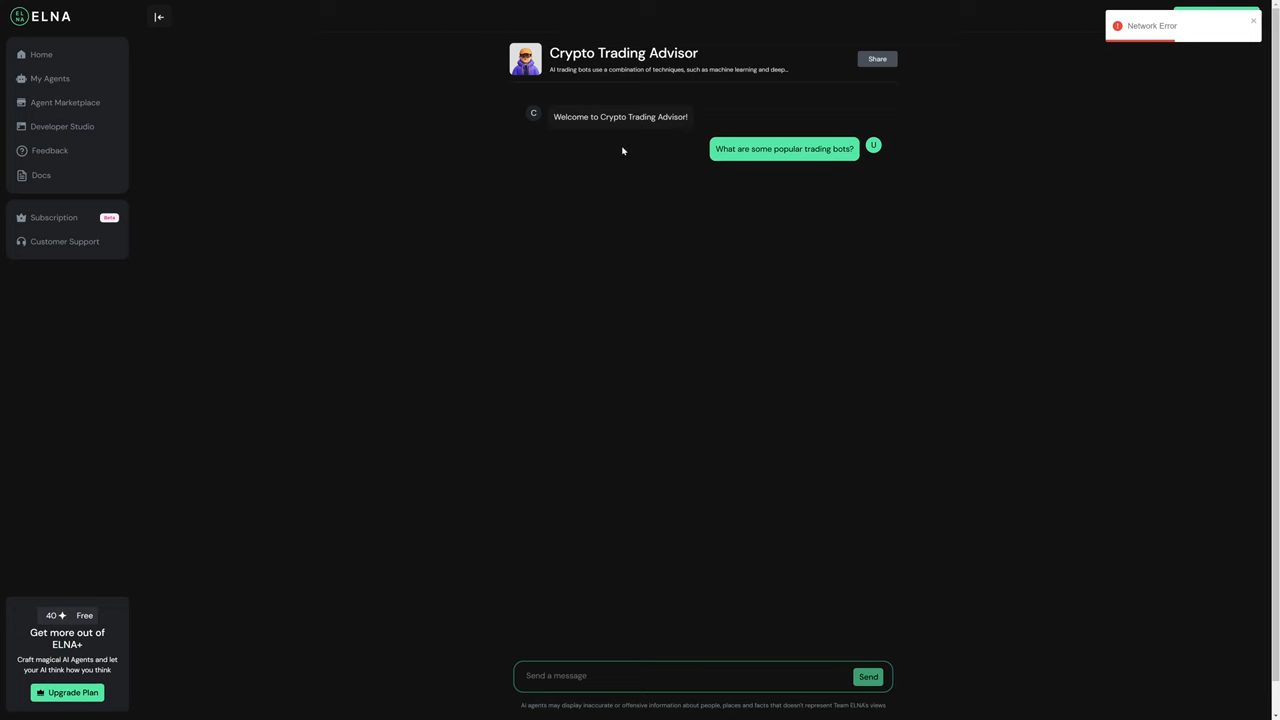 EL
NA
ELNA
Network Error
Home
My Agents
Agent Marketplace
Developer Studio
Feedback
Docs
Subscription
Beta
Customer Support
Crypto Trading Advisor
AI trading bots use a combination of techniques, such as machine learning and deep...
Share
C
Welcome to Crypto Trading Advisor!
What are some popular trading bots?
U
40 Free
Get more out of
ELNA+
Craft magical AI Agents and let
your AI think how you think
Upgrade Plan
Send a message
Send
AI agents may display inaccurate or offensive information about people, places and facts that doesn't represent Team ELNA's views